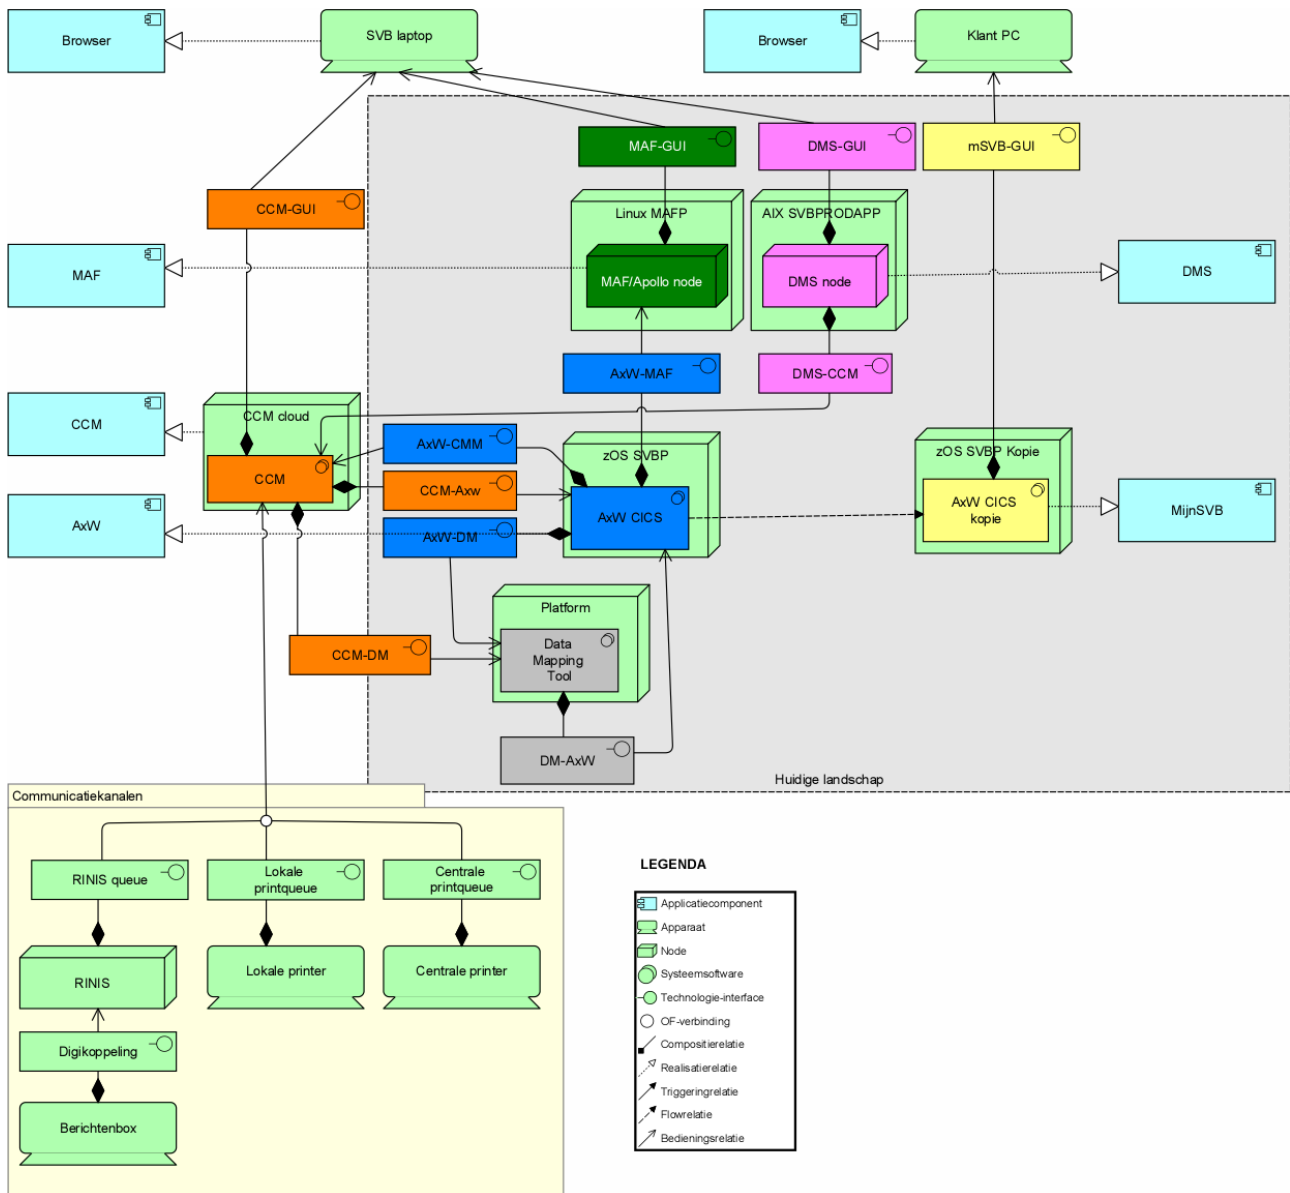 Browser
SVB laptop
Browser
Klant PC
MAF-GUI
DMS-GUI
mSVB-GUI
CCM-GUI
Linux MAFP
AIX SVBPRODAPP
MAF
MAF/Apollo node
DMS node
DMS
AxW-MAF
DMS-CCM
CCM
CCM cloud
AxW-CMM
zOS SVBP
zOS SVBP Kopie
CCM
CCM-Axw
AxW
AxW-DM
AxW CICS
AxW CICS
kopie
MijnSVB
Platform
CCM-DM
Data
Mapping
Tool
DM-AxW
Huidige landschap
Communicatiekanalen
RINIS queue
Lokale
printqueue
Centrale
printqueue
RINIS
Lokale printer
Centrale printer
Digikoppeling
Berichtenbox
LEGENDA
Applicatiecomponent
Apparaat
Node
Systeemsoftware
Technologie-interface
OF-verbinding
Compositierelatie
Realisatierelatie
Triggeringrelatie
Flowrelatie
Bedieningsrelatie